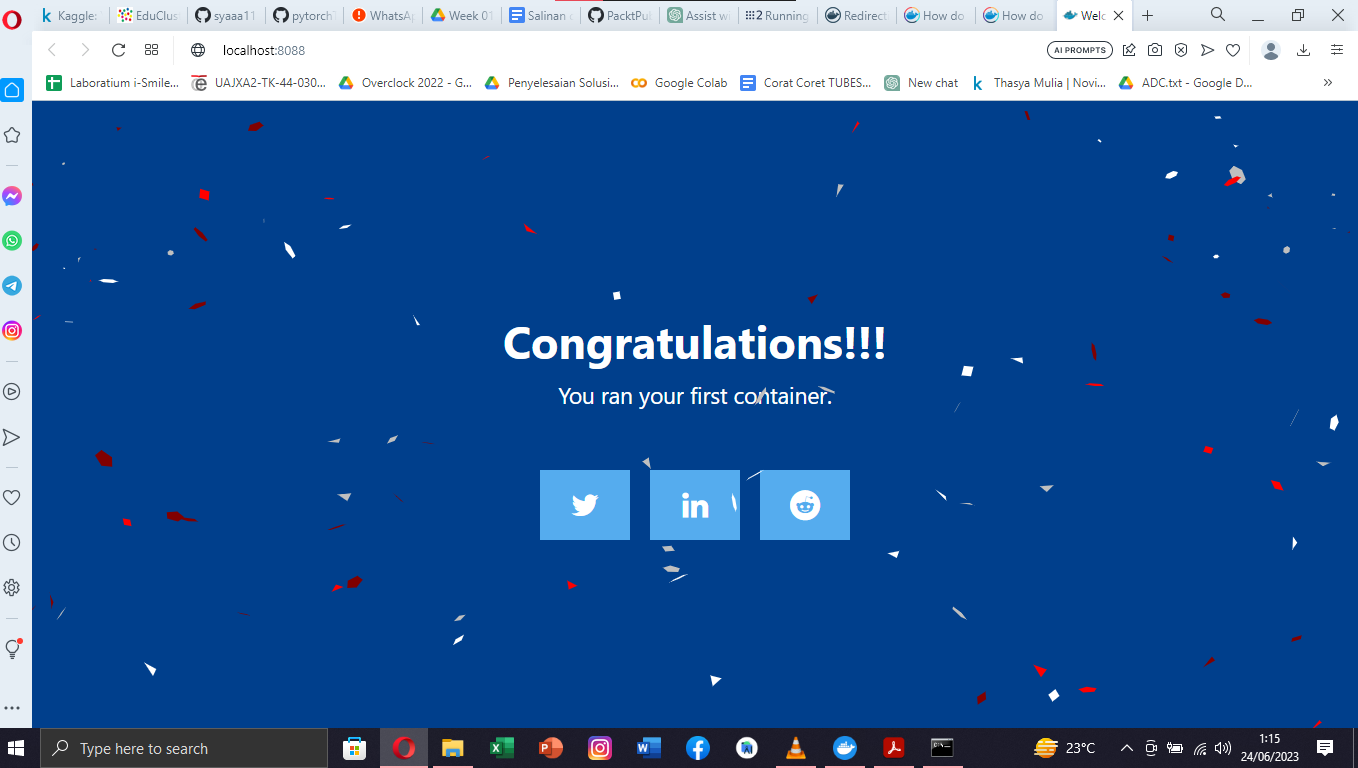 Kaggle:
EduClus
syaaa11
pytorch
WhatsAp
Week 01
Salinan
PacktPu
Assist wi
Running
Redirect
How do
How do
Welc
localhost:8088
AI PROMPTS
Laboratium i-Smile...
UAJXA2-TK-44-030...
Overclock 2022 - G...
Penyelesaian Solusi...
Google Colab
Corat Coret TUBES...
New chat
Thasya Mulia | Novi...
ADC.txt - Google D...
Congratulations!!!
You ran your first container.
Type here to search
23°C
1:15
24/06/2023